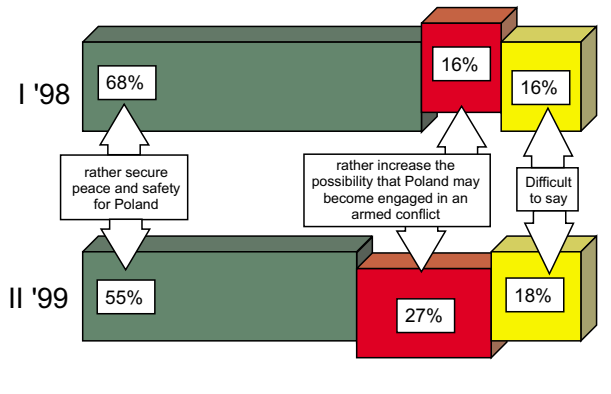 I '98
68%
16%
16%
rather secure
peace and safety
for Poland
rather increase the
possibility that Poland may
become engaged in an
armed conflict
Difficult
to say
II '99
55%
27%
18%